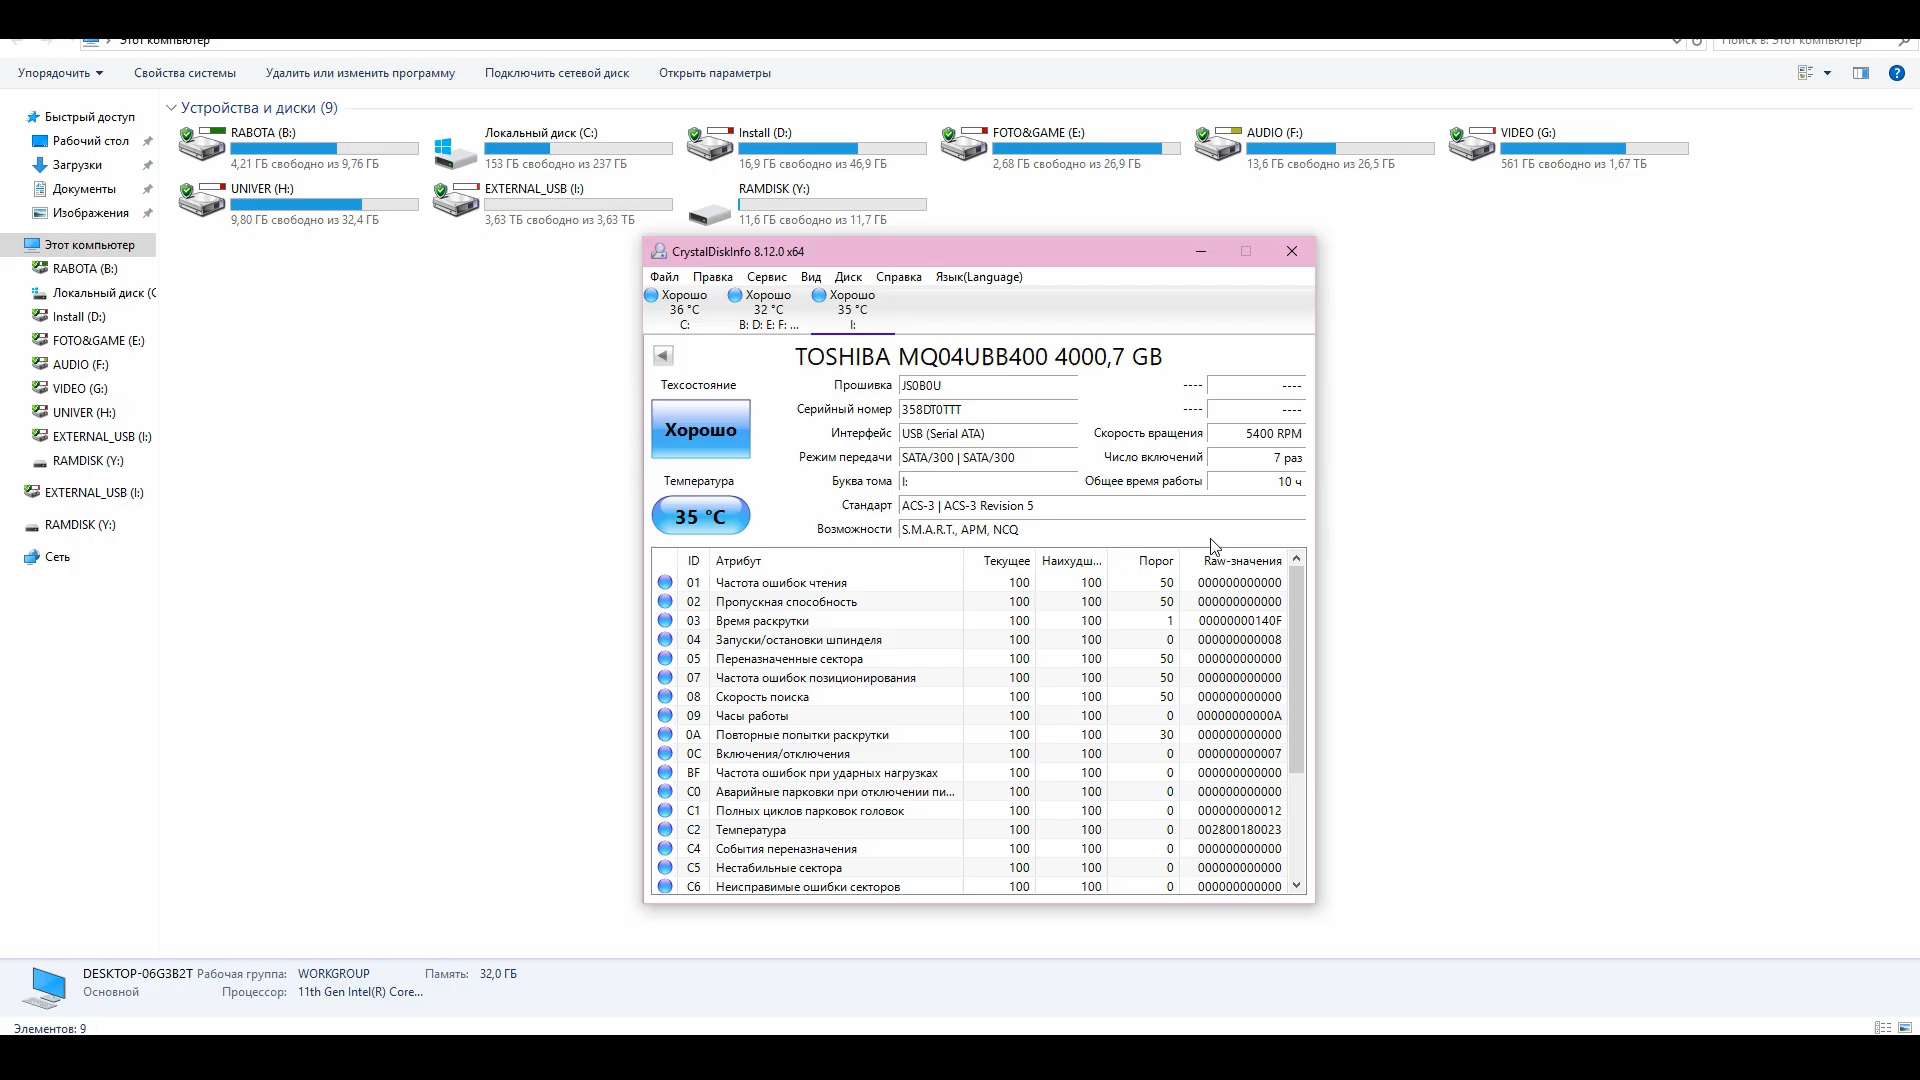 Этот компьютер
Поиск в: Этот компьютер
Упорядочить Свойства системы Удалить или изменить программу Подключить сетевой диск Открыть параметры
Быстрый доступ
Рабочий стол
Загрузки
Документы
Изображения
Этот компьютер
RABOTA (B:)
Локальный диск (C
Install (D:)
FOTO&GAME (E:)
AUDIO (F:)
VIDEO (G:)
UNIVER (H:)
EXTERNAL_USB (I:)
RAMDISK (Y:)
EXTERNAL_USB (I:)
RAMDISK (Y:)
Сеть
Устройства и диски (9)
RABOTA (B:)
4,21 ГБ свободно из 9,76 ГБ
Локальный диск (C:)
153 ГБ свободно из 237 ГБ
Install (D:)
16,9 ГБ свободно из 46,9 ГБ
FOTO&GAME (E:)
2,68 ГБ свободно из 26,9 ГБ
AUDIO (F:)
13,6 ГБ свободно из 26,5 ГБ
VIDEO (G:)
561 ГБ свободно из 1,67 ТБ
UNIVER (H:)
9,80 ГБ свободно из 32,4 ГБ
EXTERNAL_USB (I:)
3,63 ТБ свободно из 3,63 ТБ
RAMDISK (Y:)
11,6 ГБ свободно из 11,7 ГБ
CrystalDiskInfo 8.12.0 x64
Файл Правка Сервис Вид Диск Справка Язык(Language)
Хорошо Хорошо Хорошо
36 °C 32 °C 35 °C
C: B: D: E: F: ... I:
TOSHIBA MQ04UBB400 4000,7 GB
Техсостояние
Хорошо
Температура
35 °C
Прошивка JS0B0U ---- ----
Серийный номер 358DT0TTT ---- ----
Интерфейс USB (Serial ATA) Скорость вращения 5400 RPM
Режим передачи SATA/300 | SATA/300 Число включений 7 раз
Буква тома I: Общее время работы 10 ч
Стандарт ACS-3 | ACS-3 Revision 5
Возможности S.M.A.R.T., APM, NCQ
ID Атрибут Текущее Наихудш... Порог Raw-значения
01 Частота ошибок чтения 100 100 50 000000000000
02 Пропускная способность 100 100 50 000000000000
03 Время раскрутки 100 100 1 00000000140F
04 Запуски/остановки шпинделя 100 100 0 000000000008
05 Переназначенные сектора 100 100 50 000000000000
07 Частота ошибок позиционирования 100 100 50 000000000000
08 Скорость поиска 100 100 50 000000000000
09 Часы работы 100 100 0 00000000000A
0A Повторные попытки раскрутки 100 100 30 000000000000
0C Включения/отключения 100 100 0 000000000007
BF Частота ошибок при ударных нагрузках 100 100 0 000000000000
C0 Аварийные парковки при отключении пи... 100 100 0 000000000000
C1 Полных циклов парковок головок 100 100 0 000000000012
C2 Температура 100 100 0 002800180023
C4 События переназначения 100 100 0 000000000000
C5 Нестабильные сектора 100 100 0 000000000000
C6 Неисправимые ошибки секторов 100 100 0 000000000000
DESKTOP-06G3B2T Рабочая группа: WORKGROUP Память: 32,0 ГБ
Основной Процессор: 11th Gen Intel(R) Core...
Элементов: 9